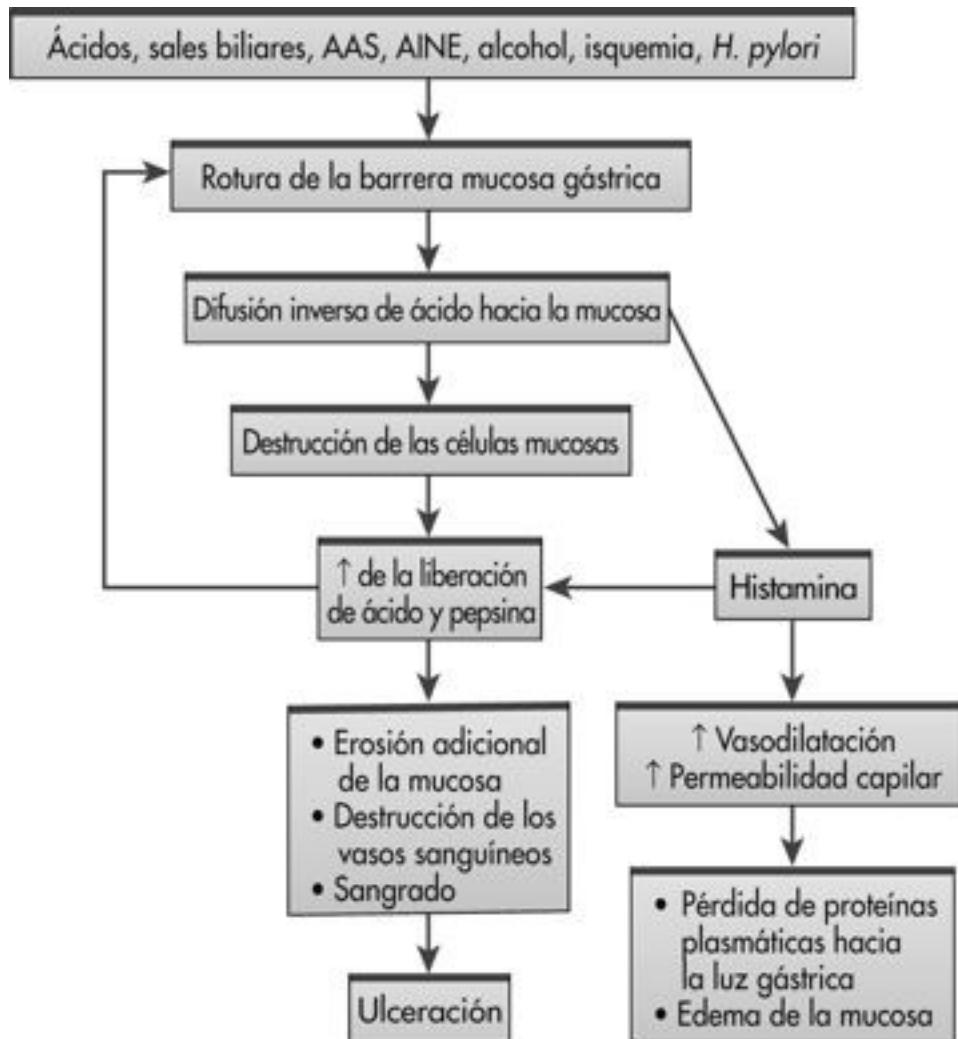 Ácidos, sales biliares, AAS, AINE, alcohol, isquemia, H. pylori
Rotura de la barrera mucosa gástrica
Difusión inversa de ácido hacia la mucosa
Destrucción de las células mucosas
↑ de la liberación
de ácido y pepsina
Histamina
• Erosión adicional
de la mucosa
• Destrucción de los
vasos sanguíneos
• Sangrado
↑ Vasodilatación
↑ Permeabilidad capilar
Ulceración
• Pérdida de proteínas
plasmáticas hacia
la luz gástrica
• Edema de la mucosa